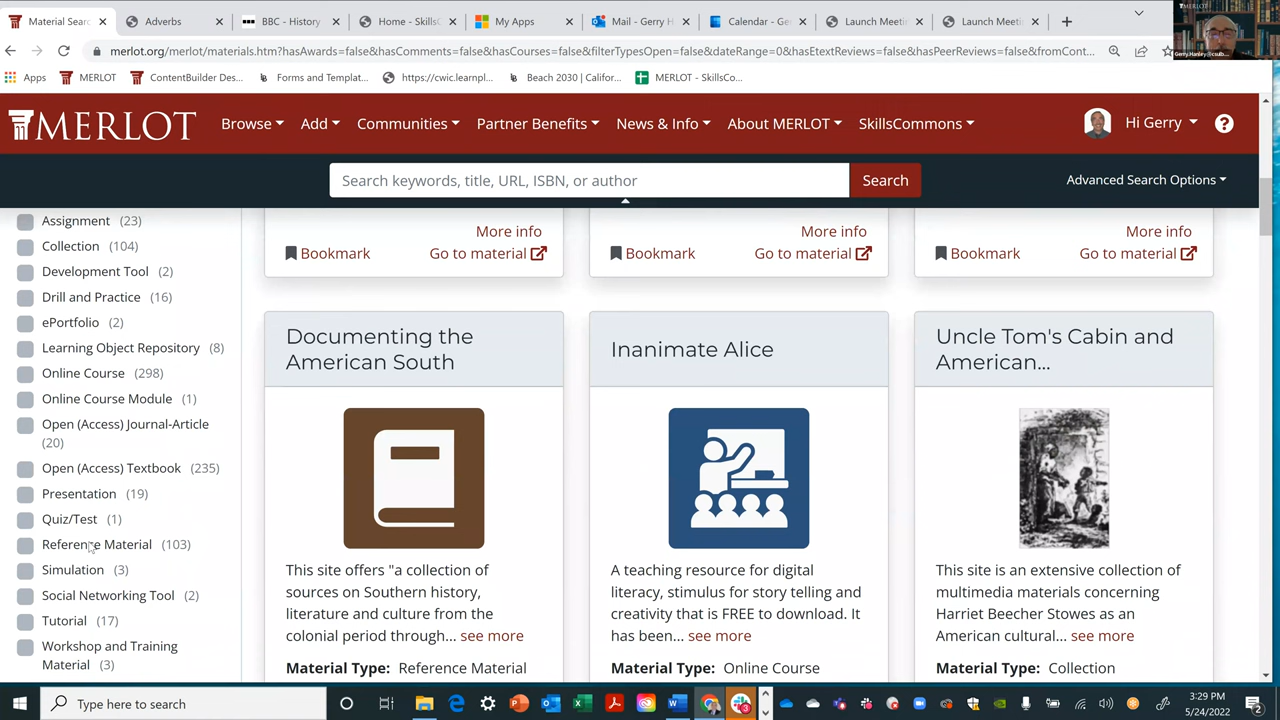 Material Searc
Adverbs
BBC - History
Home - SkillsC
My Apps
Mail - Gerry H
Calendar - Ge
Launch Meeti
Launch Meeti
merlot.org/merlot/materials.htm?hasAwards=false&hasComments=false&hasCourses=false&filterTypesOpen=false&dateRange=0&hasEtextReviews=false&hasPeerReviews=false&fromCont...
MERLOT
Gerry.Hanley@csulb...
Apps
MERLOT
ContentBuilder Des...
Forms and Templat...
https://cwic.learnpl...
Beach 2030 | Califor...
MERLOT - SkillsCo...
MERLOT
Browse
Add
Communities
Partner Benefits
News & Info
About MERLOT
SkillsCommons
Hi Gerry
?
Search keywords, title, URL, ISBN, or author
Search
Advanced Search Options
Assignment (23)
Collection (104)
Development Tool (2)
Drill and Practice (16)
ePortfolio (2)
Learning Object Repository (8)
Online Course (298)
Online Course Module (1)
Open (Access) Journal-Article
(20)
Open (Access) Textbook (235)
Presentation (19)
Quiz/Test (1)
Reference Material (103)
Simulation (3)
Social Networking Tool (2)
Tutorial (17)
Workshop and Training
Material (3)
More info
Bookmark Go to material
More info
Bookmark Go to material
More info
Bookmark Go to material
Documenting the
American South
This site offers "a collection of
sources on Southern history,
literature and culture from the
colonial period through... see more
Material Type: Reference Material
Inanimate Alice
A teaching resource for digital
literacy, stimulus for story telling and
creativity that is FREE to download. It
has been... see more
Material Type: Online Course
Uncle Tom's Cabin and
American...
This site is an extensive collection of
multimedia materials concerning
Harriet Beecher Stowes as an
American cultural... see more
Material Type: Collection
Type here to search
3:29 PM
5/24/2022
2